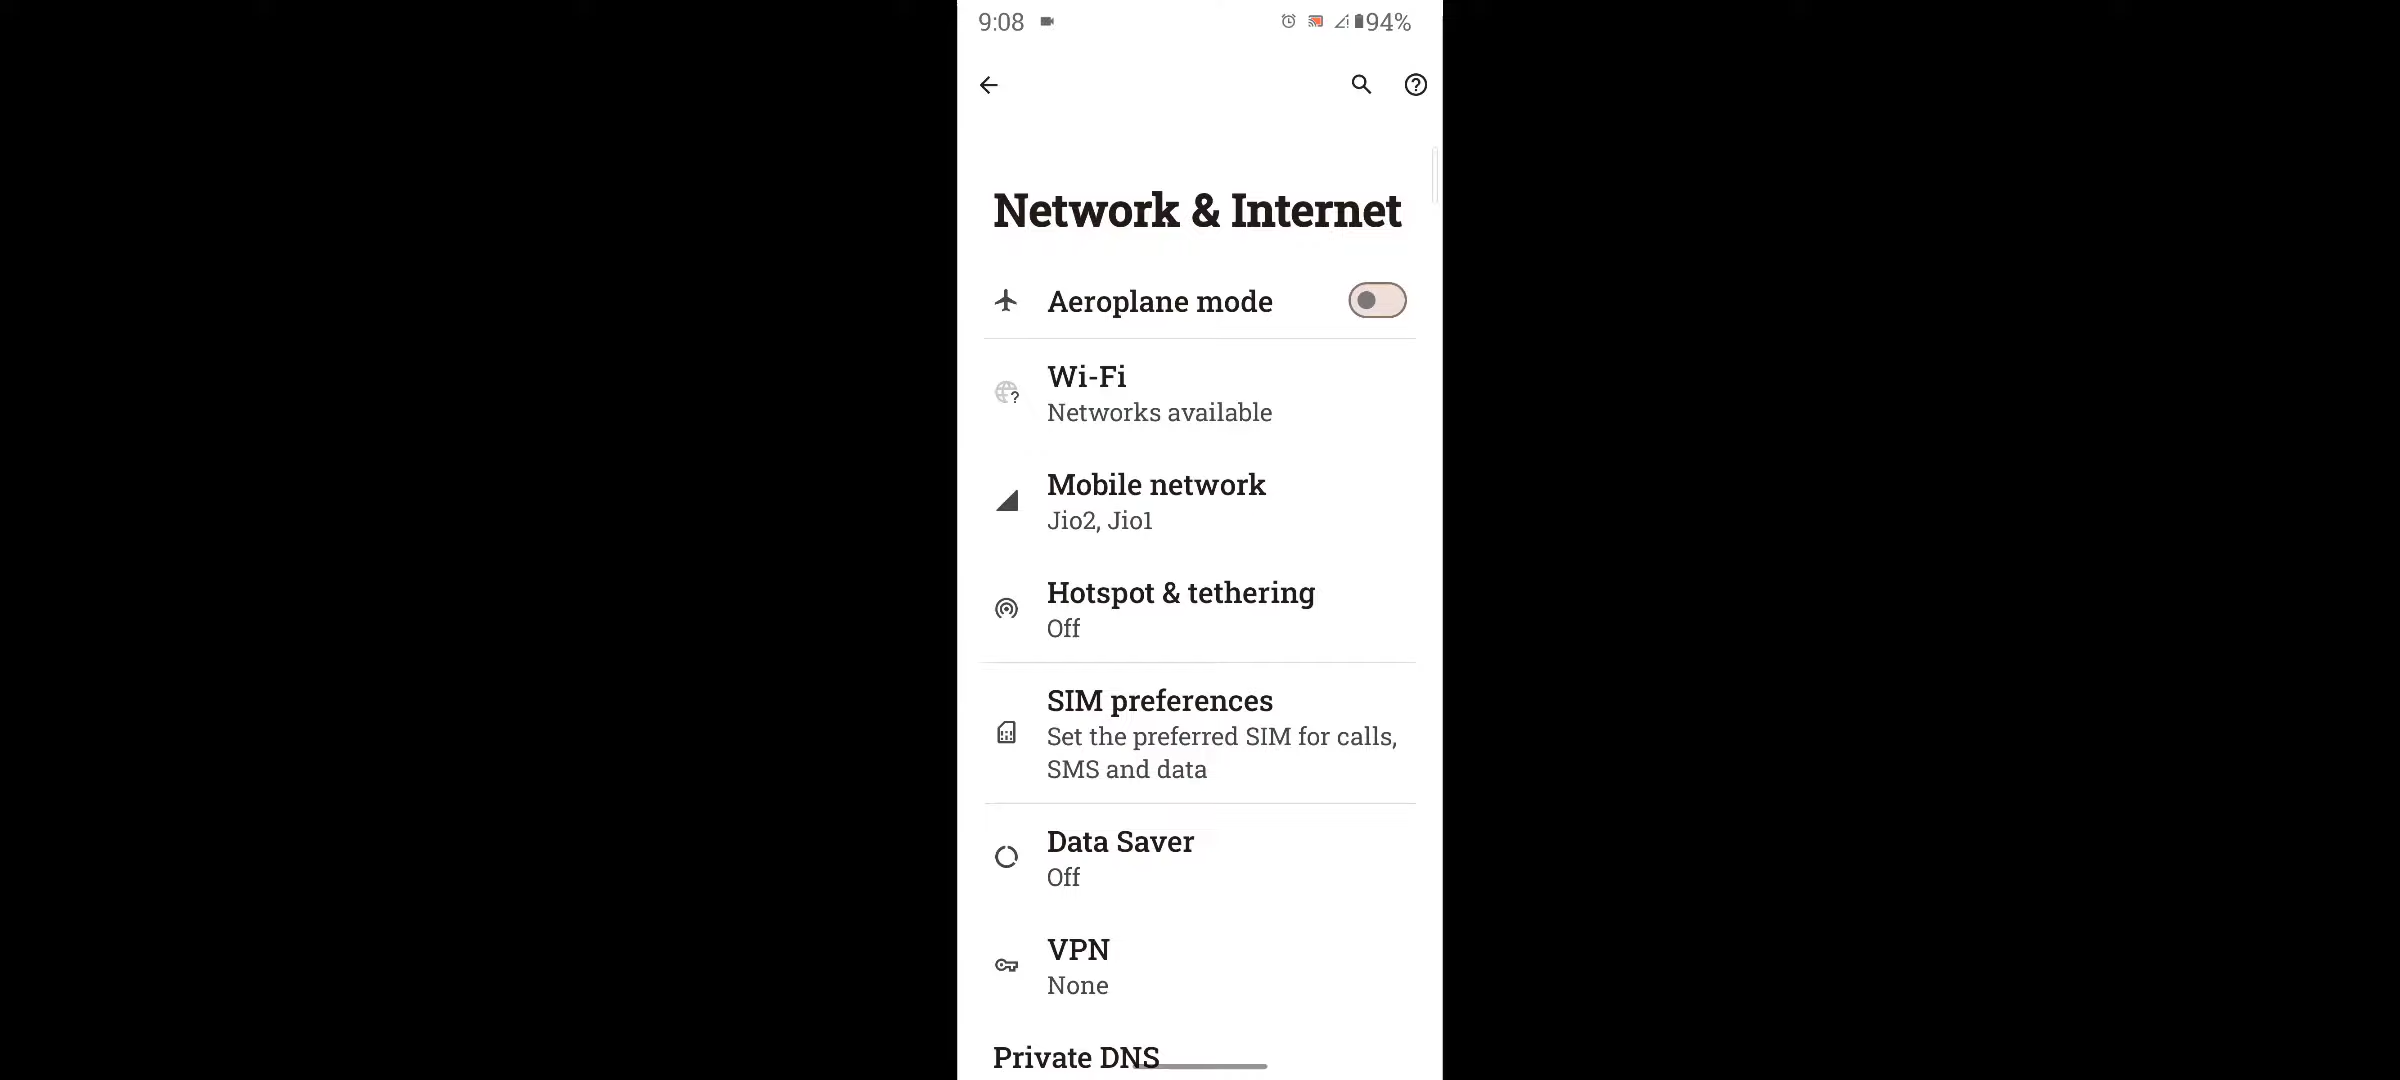 9:08 94%
Network & Internet
Aeroplane mode
Wi-Fi
Networks available
Mobile network
Jio2, Jio1
Hotspot & tethering
Off
SIM preferences
Set the preferred SIM for calls,
SMS and data
Data Saver
Off
VPN
None
Private DNS